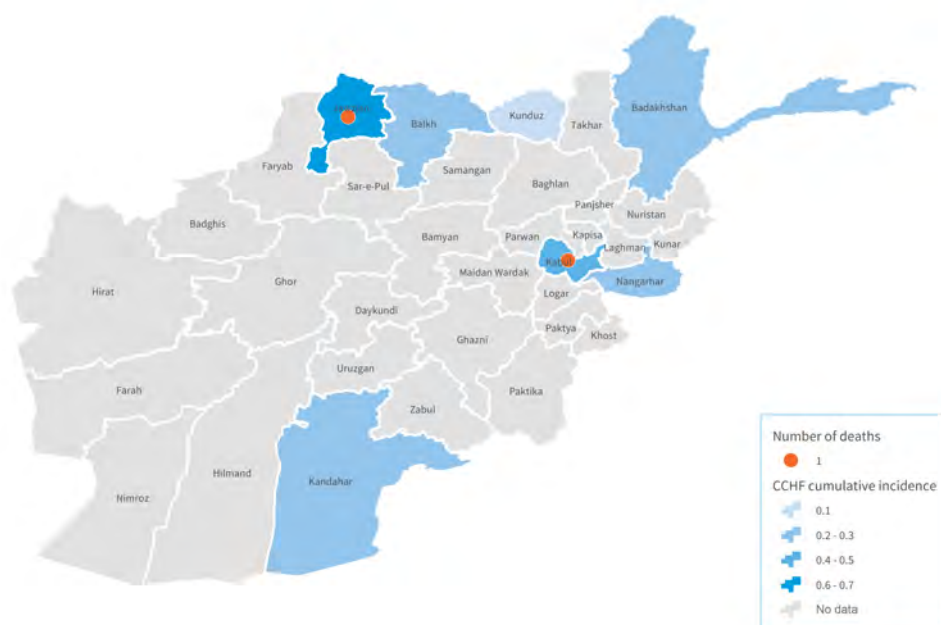 Badakhshan
Balkh
Kunduz
Takhar
Faryab
Samangan
Sar-e-Pul
Baghlan
Panjsher
Nuristan
Badghis
Bamyan
Parwan
Kapisa
Laghman
Kunar
Kabul
Maidan Wardak
Nangarhar
Hirat
Ghor
Logar
Daykundi
Paktya
Khost
Ghazni
Uruzgan
Farah
Paktika
Zabul
Hilmand
Kandahar
Nimroz
Number of deaths
1
CCHF cumulative incidence
0.1
0.2 - 0.3
0.4 - 0.5
0.6 - 0.7
No data